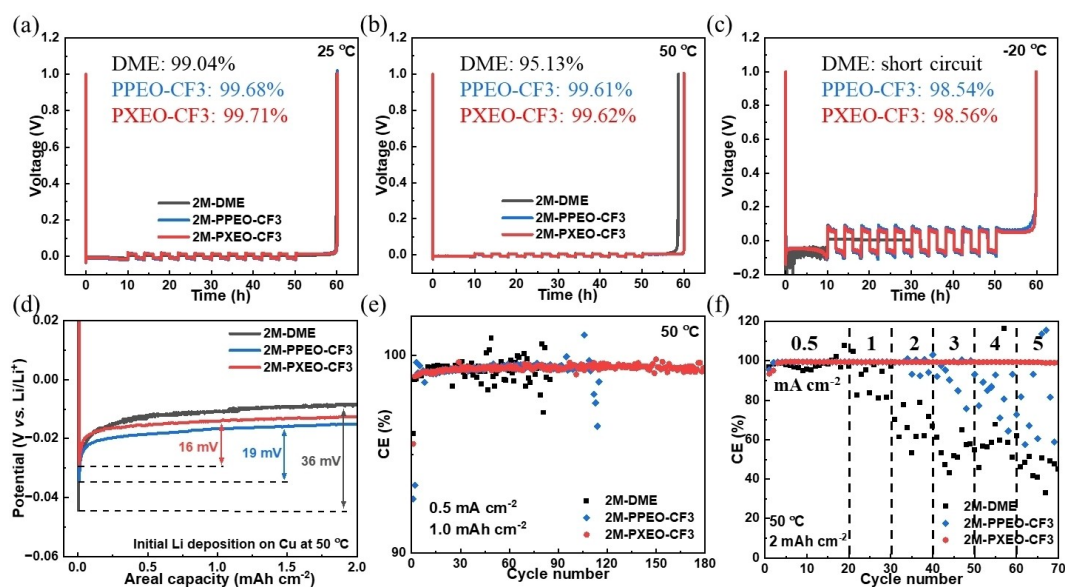 (a)
25 ℃
DME: 99.04%
PPEO-CF3: 99.68%
PXEO-CF3: 99.71%
2M-DME
2M-PPEO-CF3
2M-PXEO-CF3
Voltage (V)
1.2
1.0
0.8
0.6
0.4
0.2
0.0
0 10 20 30 40 50 60
Time (h)
(b)
50 ℃
DME: 95.13%
PPEO-CF3: 99.61%
PXEO-CF3: 99.62%
2M-DME
2M-PPEO-CF3
2M-PXEO-CF3
Voltage (V)
1.2
1.0
0.8
0.6
0.4
0.2
0.0
0 10 20 30 40 50 60
Time (h)
(c)
-20 ℃
DME: short circuit
PPEO-CF3: 98.54%
PXEO-CF3: 98.56%
2M-DME
2M-PPEO-CF3
2M-PXEO-CF3
Voltage (V)
1.2
1.0
0.8
0.6
0.4
0.2
0.0
−0.2
0 10 20 30 40 50 60
Time (h)
(d)
2M-DME
2M-PPEO-CF3
2M-PXEO-CF3
16 mV
19 mV
36 mV
Initial Li deposition on Cu at 50 ℃
Potential (V vs. Li/Li+)
0.02
0.00
−0.02
−0.04
−0.06
0.0 0.4 0.8 1.2 1.6 2.0
Areal capacity (mAh cm-2)
(e)
50 ℃
0.5 mA cm-2
1.0 mAh cm-2
2M-DME
2M-PPEO-CF3
2M-PXEO-CF3
CE (%)
100
90
0 30 60 90 120 150 180
Cycle number
(f)
0.5 1 2 3 4 5
mA cm-2
50 ℃
2 mAh cm-2
2M-DME
2M-PPEO-CF3
2M-PXEO-CF3
CE (%)
120
100
80
60
40
20
0
0 10 20 30 40 50 60 70
Cycle number